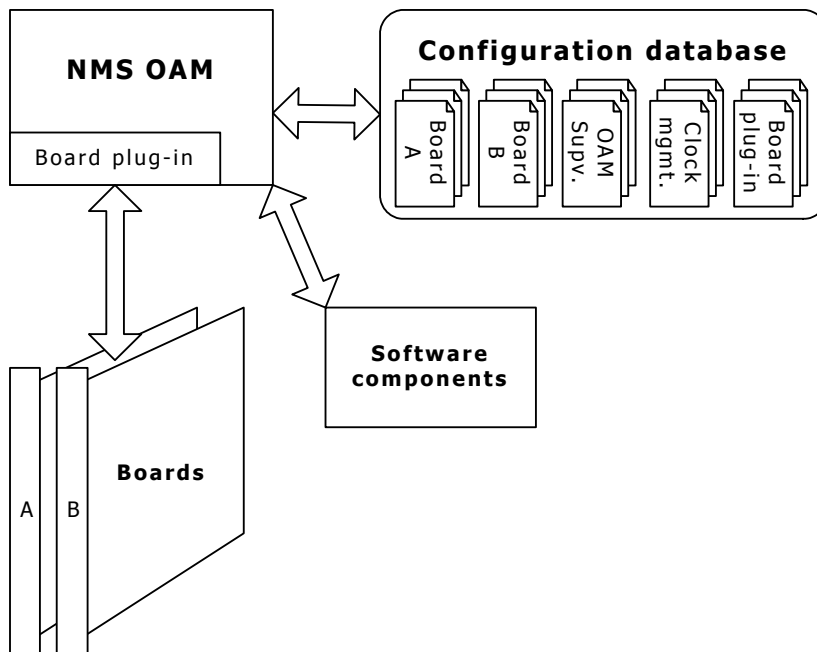 NMS OAM
Board plug-in
Configuration database
Board
A
Board
B
OAM
Supv.
Clock
mgmt.
Board
plug-in
Software
components
Boards
A
B